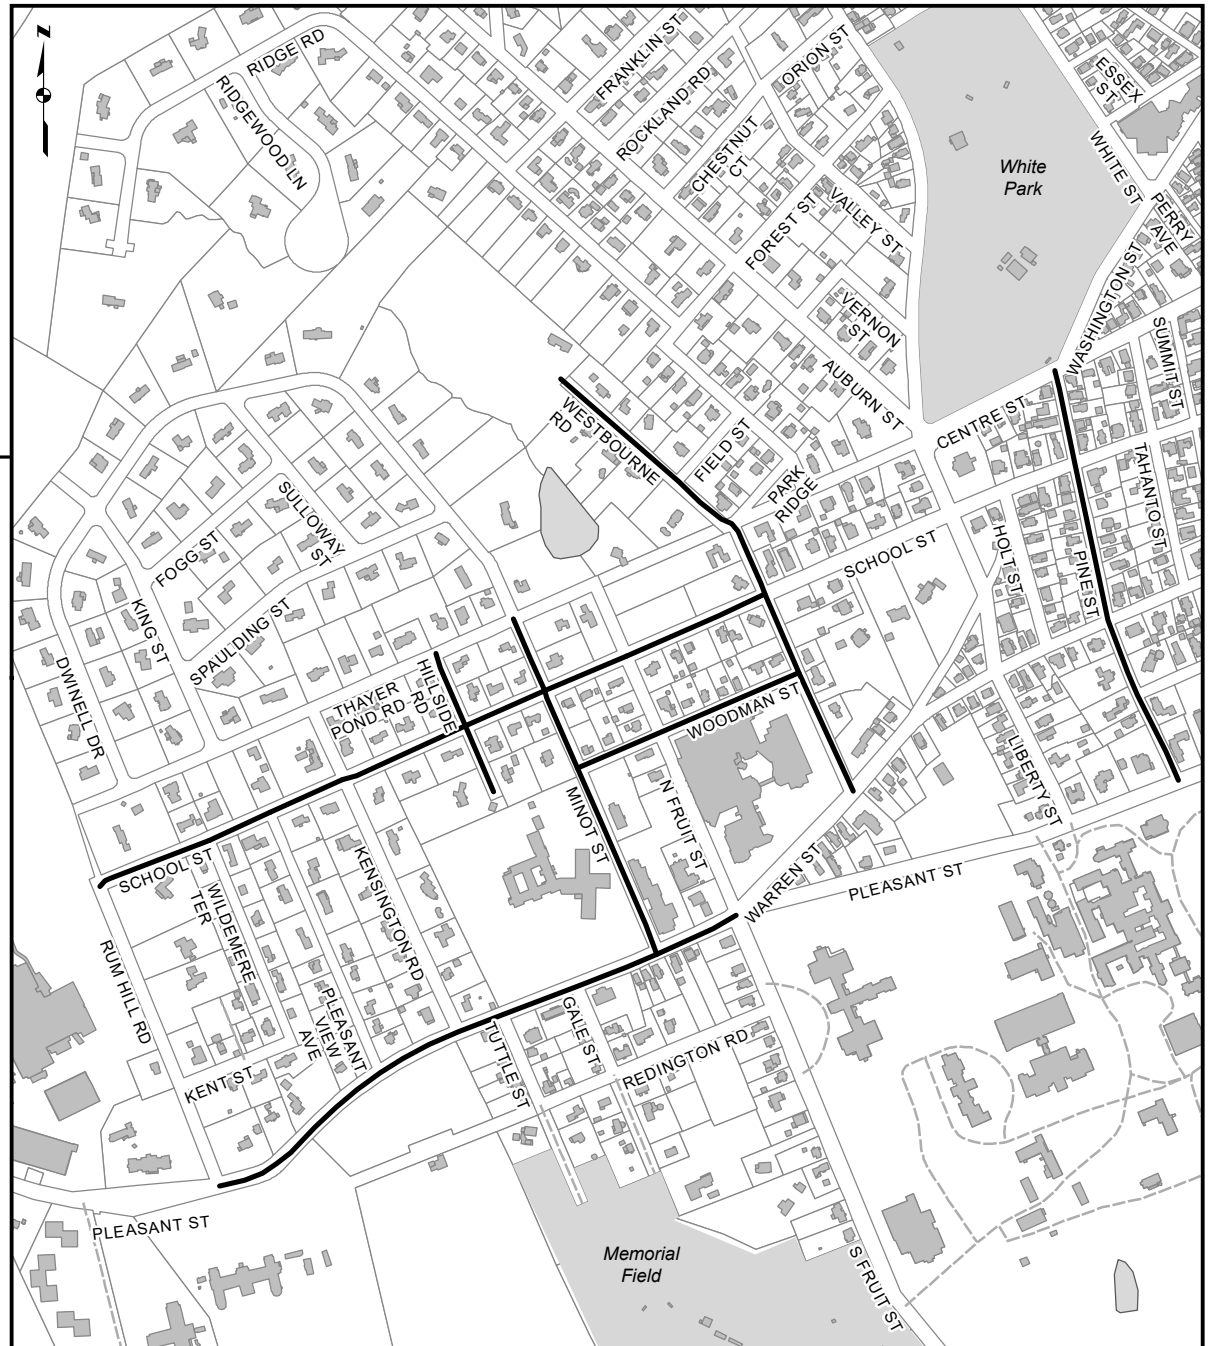 Z
RIDGE RD
FRANKLIN ST
ORION ST
ESSEX
ST
RIDGEWOOD LN
ROCKLAND RD
CHESTNUT
CT
WHITE ST
White
Park
PERRY
AVE
FOREST ST
VALLEY ST
WASHINGTON ST
VERNON
ST
SUMMIT ST
AUBURN ST
WESTBOURNE
RD
CENTRE ST
FIELD ST
TAHANTO ST
PARK
RIDGE
SULLOWAY
ST
FOGG ST
SCHOOL ST
HOLT ST
PINE ST
KING ST
SPAULDING ST
DWINELL DR
THAYER
POND RD
HILLSIDE
RD
WOODMAN ST
LIBERTY ST
MINOT ST
N FRUIT ST
SCHOOL ST
WILDEMERE
TER
KENSINGTON RD
WARREN ST
PLEASANT ST
RUM HILL RD
PLEASANT
VIEW
AVE
TUTTLE ST
GALE ST
REDINGTON RD
KENT ST
PLEASANT ST
Memorial
Field
S FRUIT ST